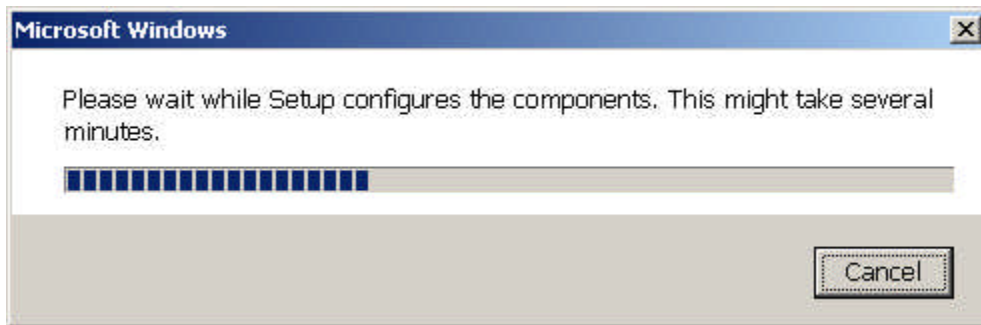 Microsoft Windows
Please wait while Setup configures the components. This might take several
minutes.
Cancel